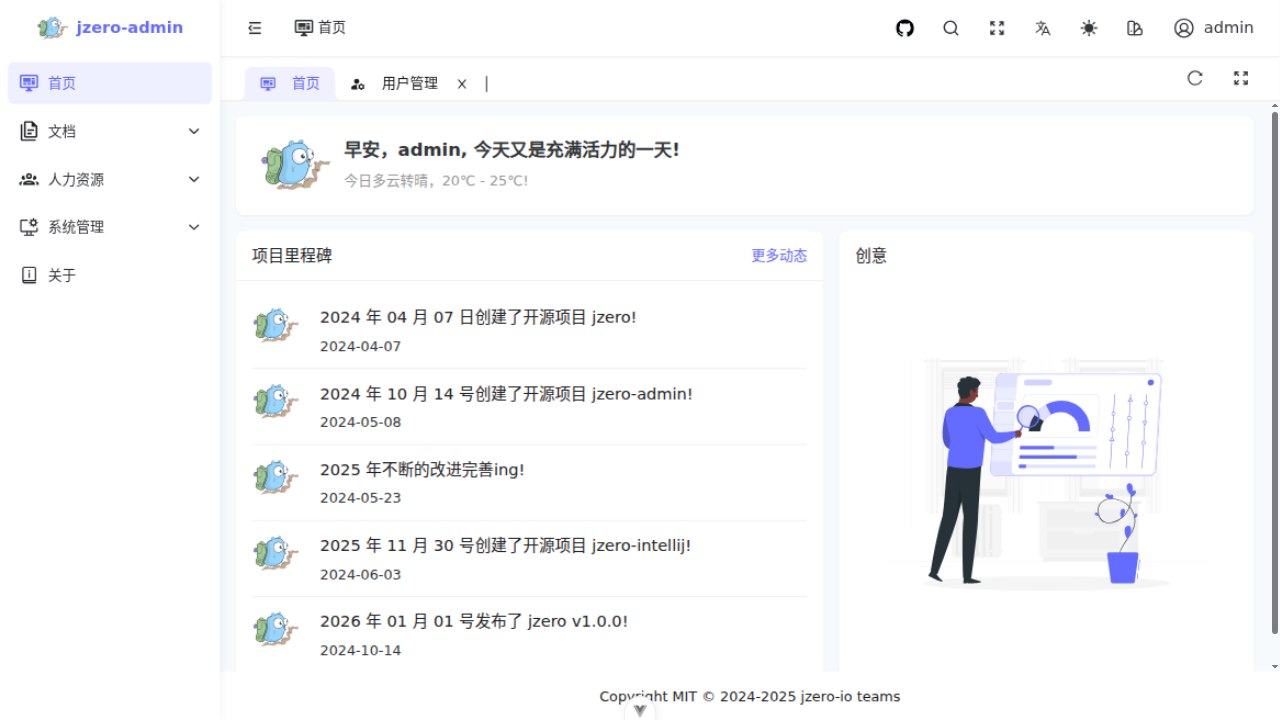 jzero-admin
首页
admin
首页
文档
人力资源
系统管理
关于
首页
用户管理
早安，admin, 今天又是充满活力的一天!
今日多云转晴，20℃ - 25℃!
项目里程碑
更多动态
2024 年 04 月 07 日创建了开源项目 jzero!
2024-04-07
2024 年 10 月 14 号创建了开源项目 jzero-admin!
2024-05-08
2025 年不断的改进完善ing!
2024-05-23
2025 年 11 月 30 号创建了开源项目 jzero-intellij!
2024-06-03
2026 年 01 月 01 号发布了 jzero v1.0.0!
2024-10-14
创意
Copyright MIT © 2024-2025 jzero-io teams